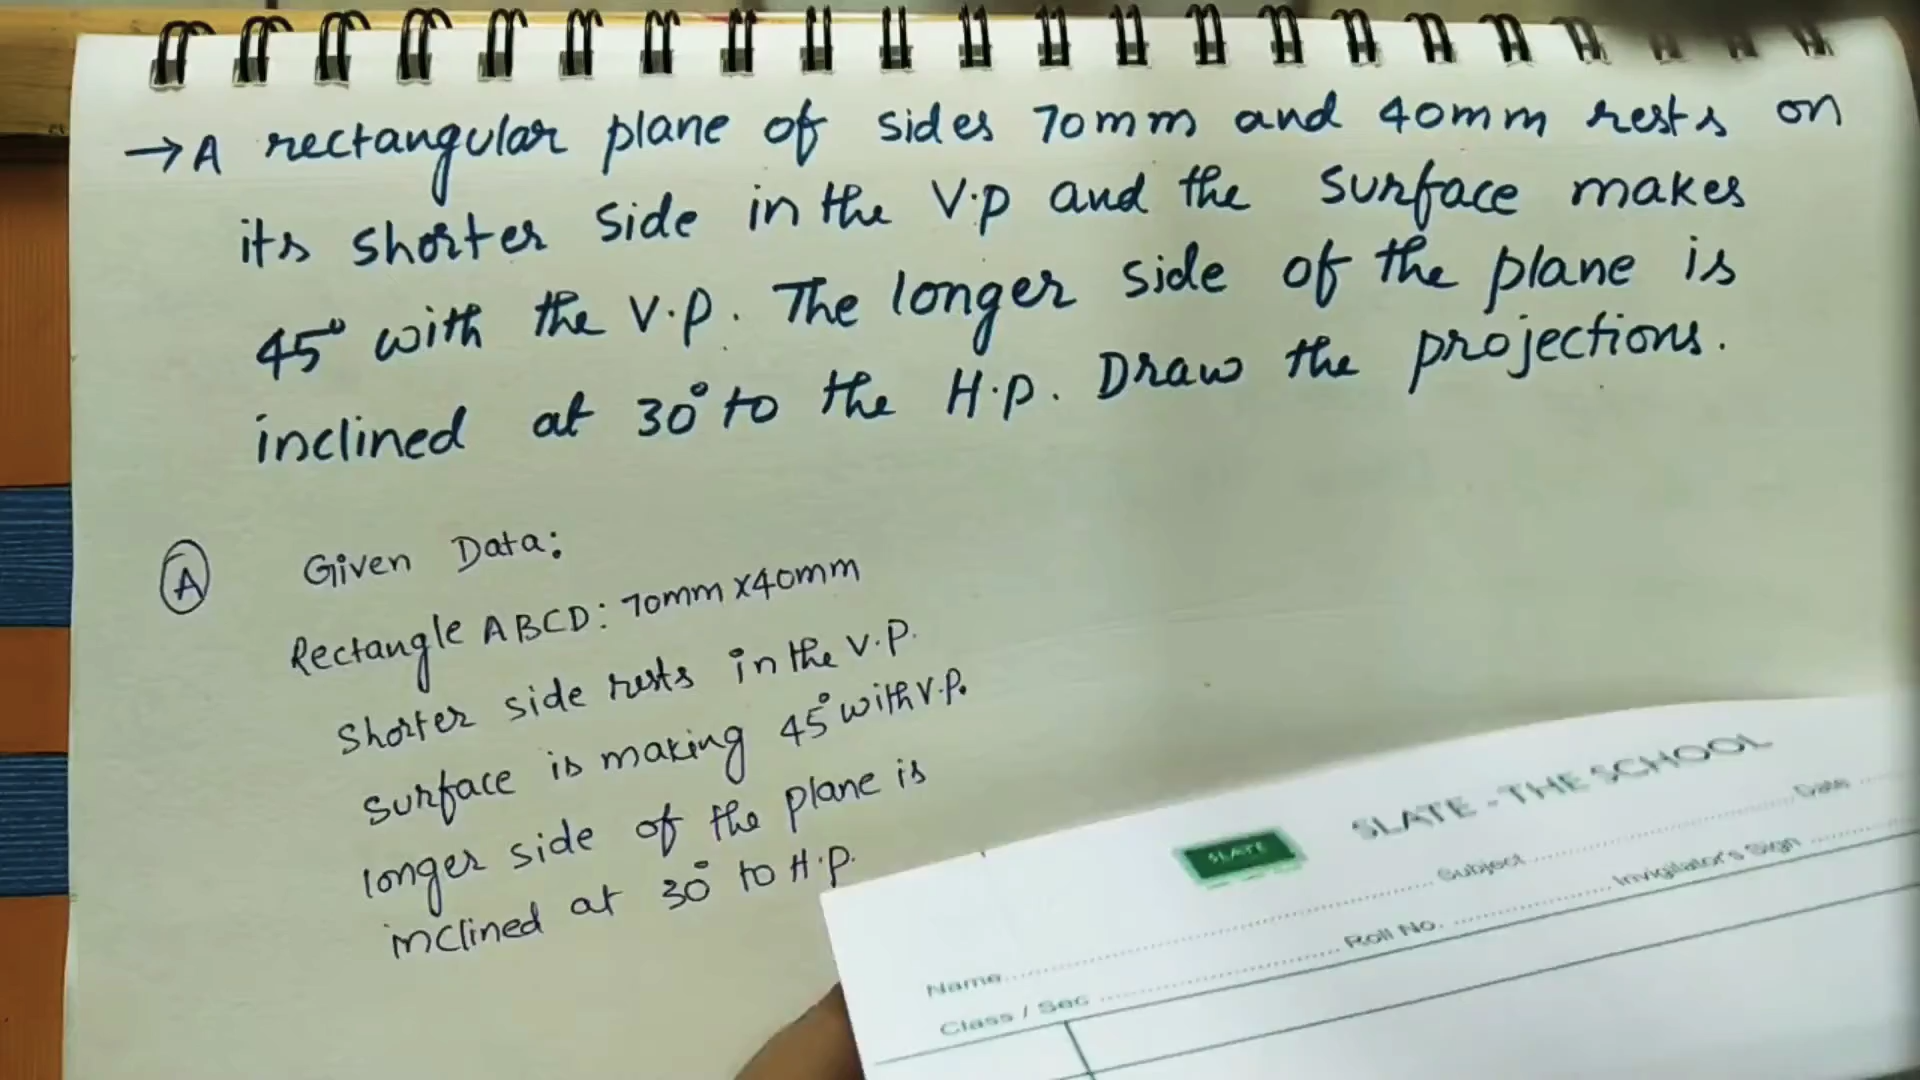 → A rectangular plane of sides 70mm and 40mm rests on
its shorter side in the V.P and the surface makes
45° with the V.P. The longer side of the plane is
inclined at 30° to the H.P. Draw the projections.
A Given Data:
Rectangle ABCD: 70mm x 40mm
shorter side rests in the V.P.
surface is making 45° with V.P.
longer side of the plane is
inclined at 30° to H.P.
SLATE SLATE - THE SCHOOL
Name.......... Subject.......... Date ..........
Class / Sec .......... Roll No. .......... Invigilator's Sign ..........